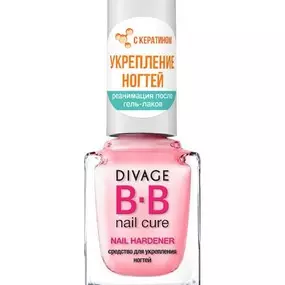 С КЕРАТИНОМ
УКРЕПЛЕНИЕ
НОГТЕЙ
реанимация после
гель-лаков
DIVAGE
B·B
nail cure
NAIL HARDENER
средство для укрепления
ногтей